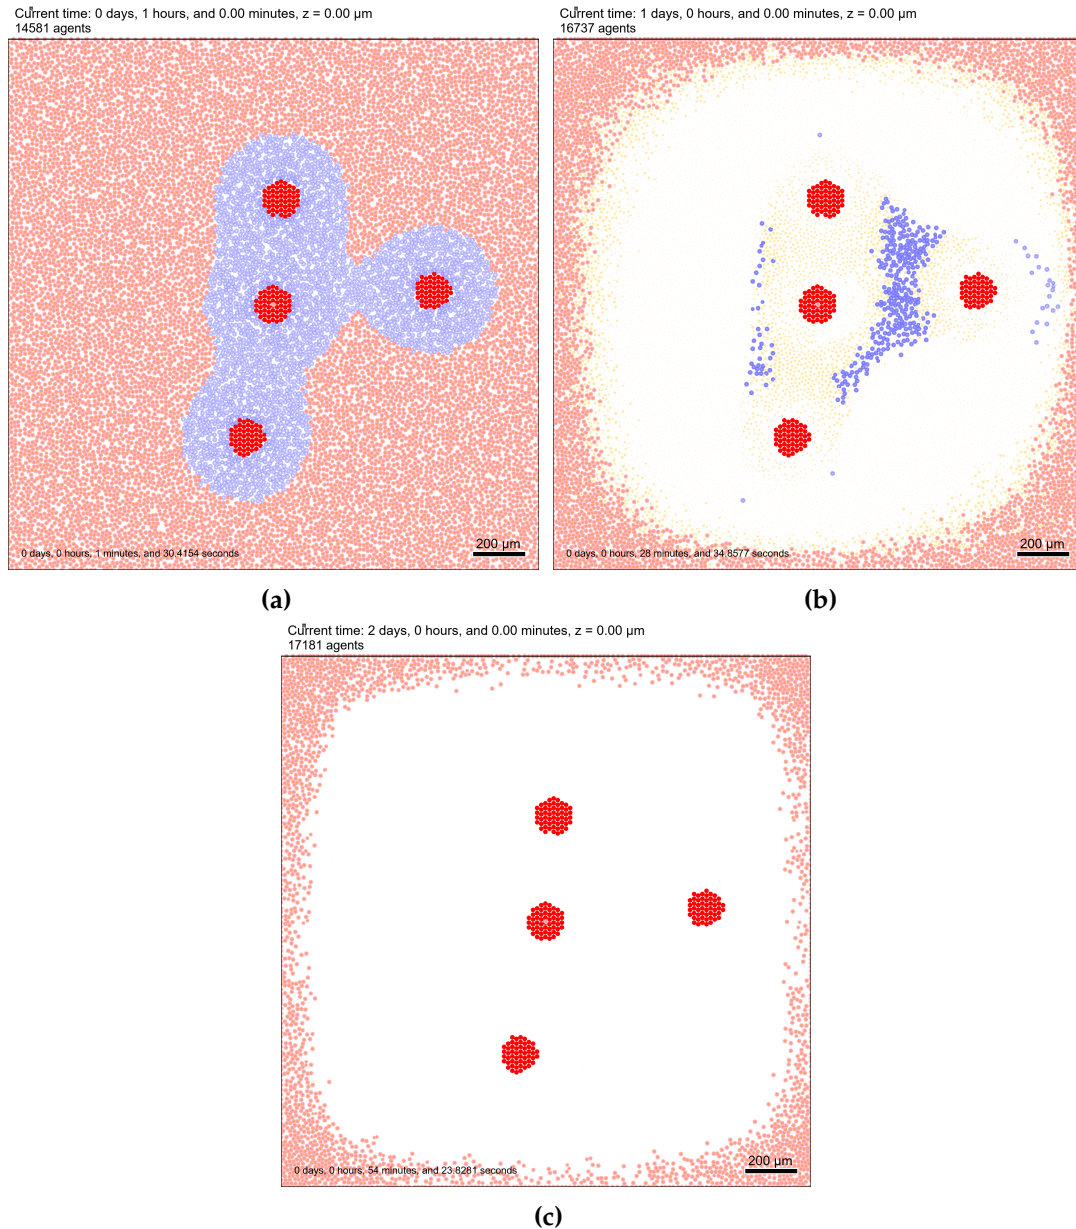 Current time: 0 days, 1 hours, and 0.00 minutes, z = 0.00 μm
14581 agents
0 days, 0 hours, 1 minutes, and 30.4154 seconds
200 μm
(a)
Current time: 1 days, 0 hours, and 0.00 minutes, z = 0.00 μm
16737 agents
0 days, 0 hours, 28 minutes, and 34.8577 seconds
200 μm
(b)
Current time: 2 days, 0 hours, and 0.00 minutes, z = 0.00 μm
17181 agents
0 days, 0 hours, 54 minutes, and 23.8281 seconds
200 μm
(c)